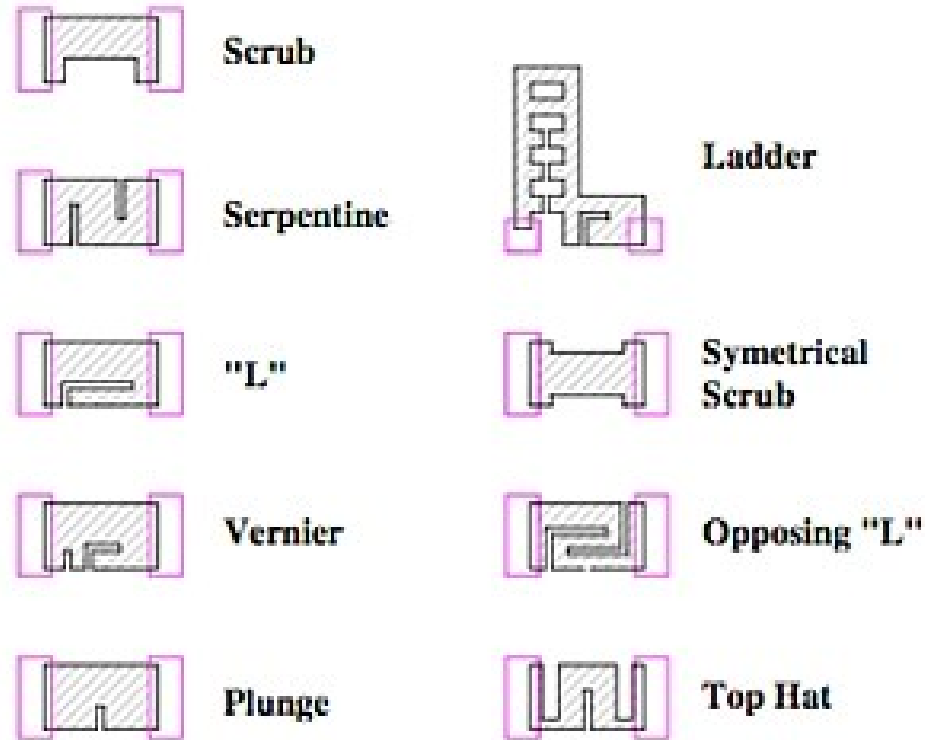 Scrub
Serpentine
"L"
Vernier
Plunge
Ladder
Symetrical
Scrub
Opposing "L"
Top Hat